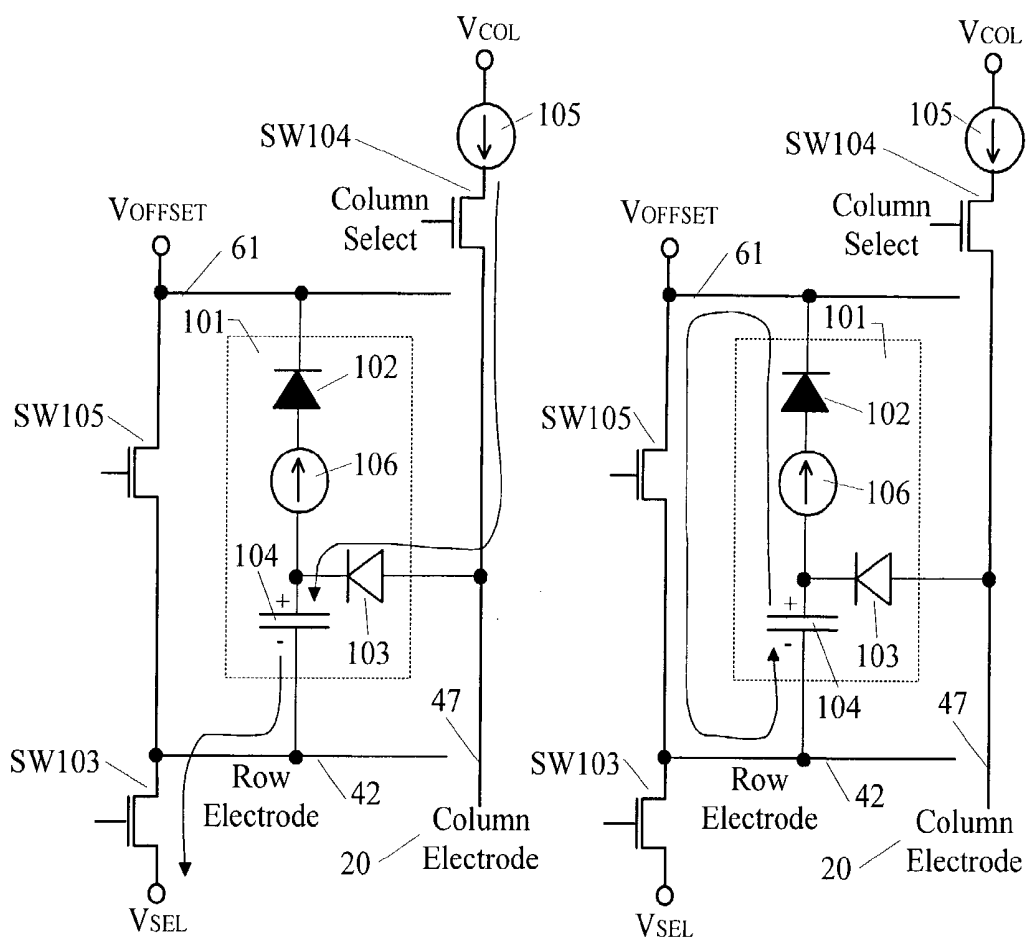 VCOL
105
SW104
Column
Select
VOFFSET
61
101
102
SW105
106
104
+
-
103
47
SW103
Row
Electrode
42
Column
Electrode
20
VSEL
VCOL
105
SW104
Column
Select
VOFFSET
61
101
102
SW105
106
+
-
103
104
47
SW103
Row
Electrode
42
Column
Electrode
20
VSEL